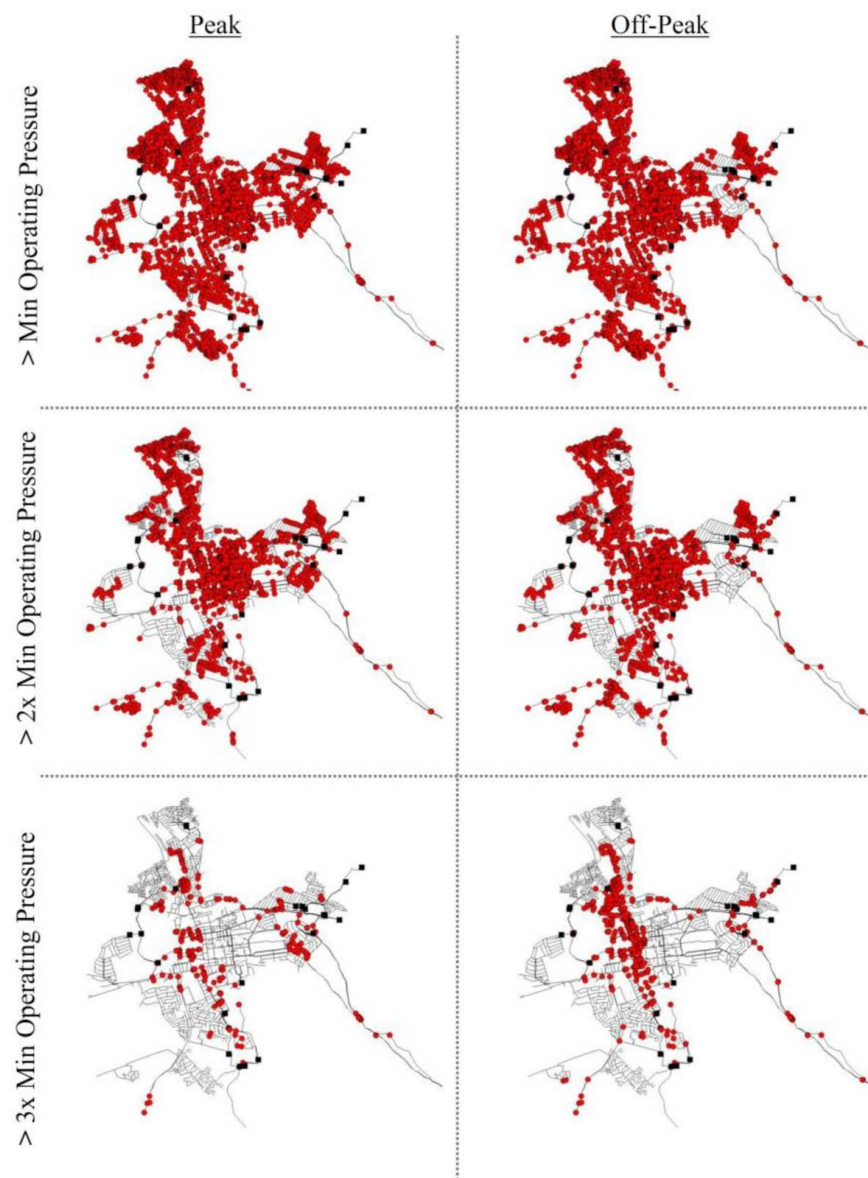 Peak
Off-Peak
> Min Operating Pressure
> 2x Min Operating Pressure
> 3x Min Operating Pressure